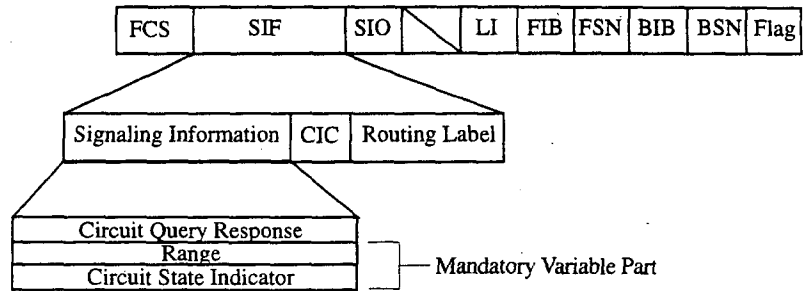 FCS SIF SIO LI FIB FSN BIB BSN Flag
Signaling Information CIC Routing Label
Circuit Query Response
Range
Circuit State Indicator
Mandatory Variable Part